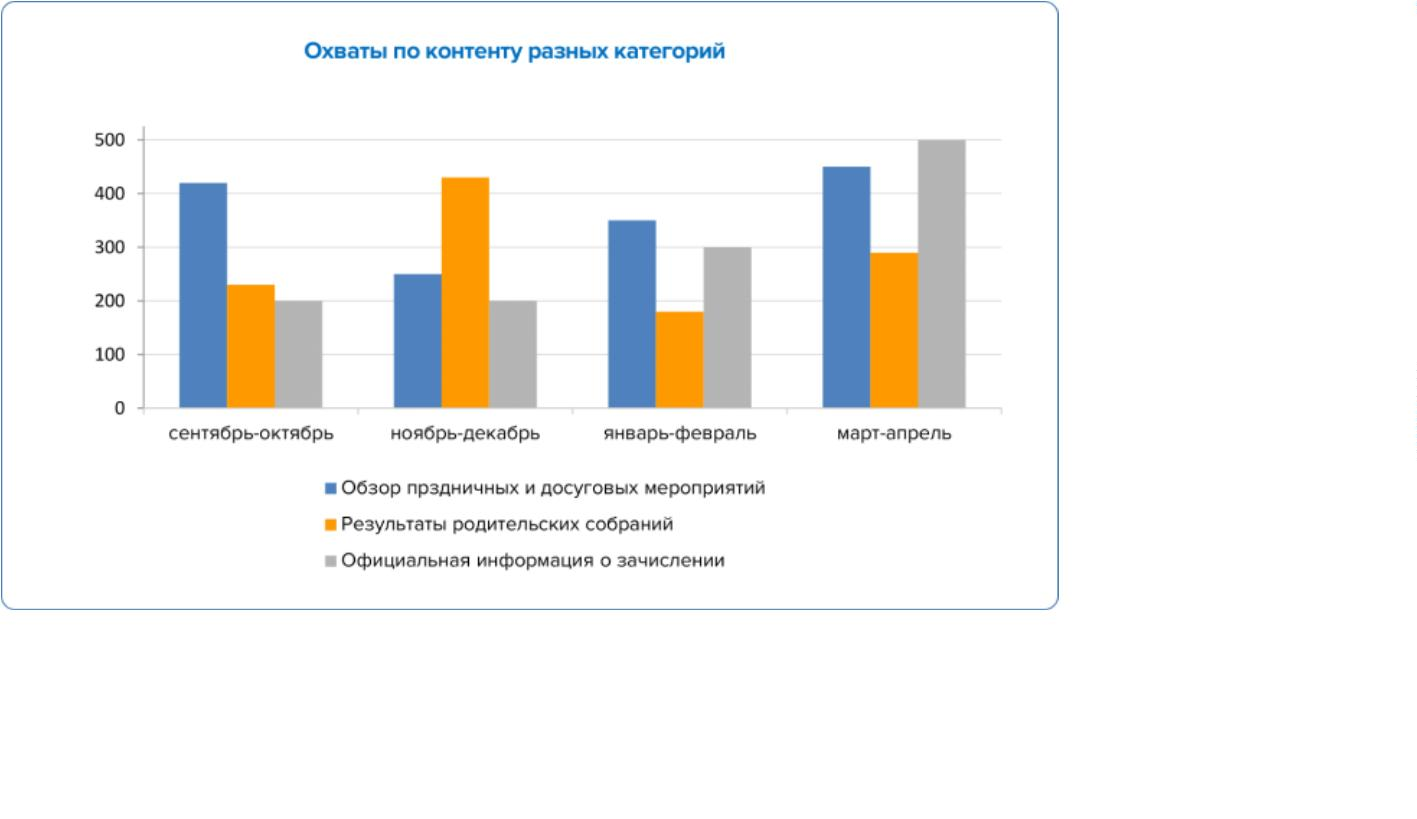 Охваты по контенту разных категорий
500
400
300
200
100
0
сентябрь-октябрь ноябрь-декабрь январь-февраль март-апрель
Обзор прздничных и досуговых мероприятий
Результаты родительских собраний
Официальная информация о зачислении